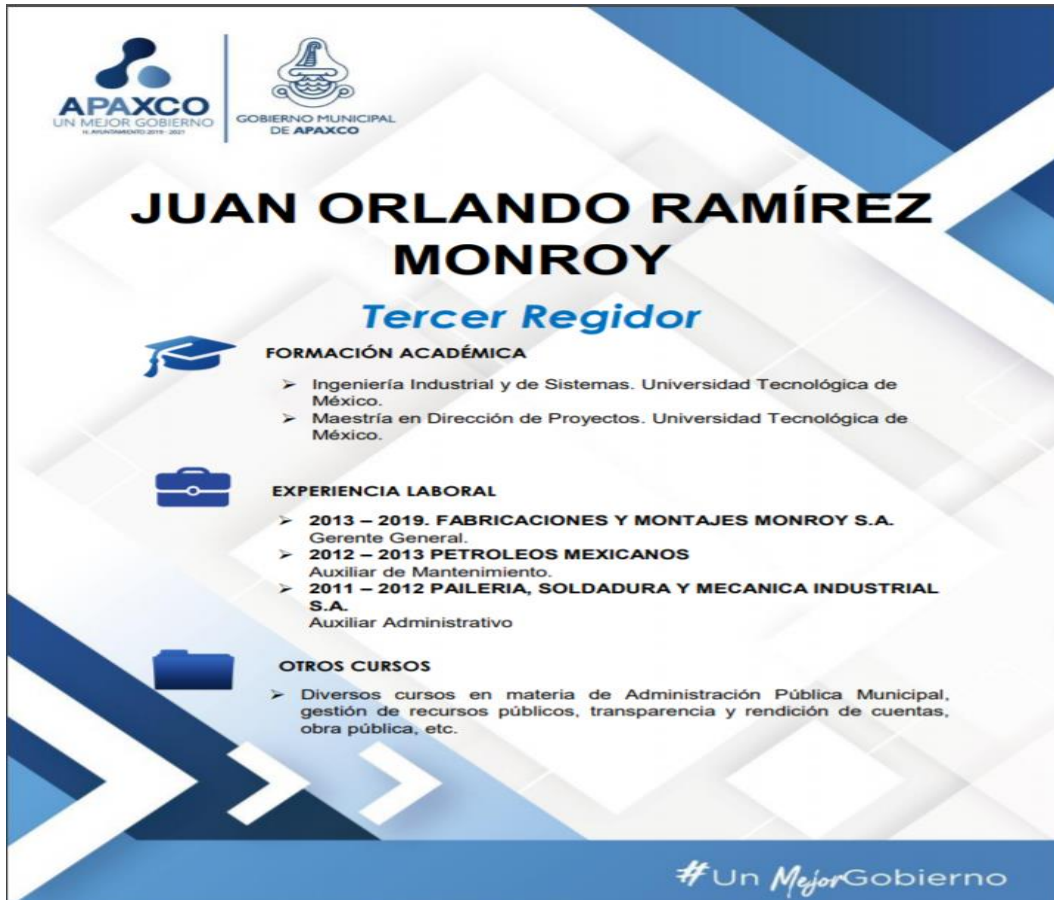 APAXCO
UN MEJOR GOBIERNO
H. AYUNTAMIENTO 2019 - 2021
GOBIERNO MUNICIPAL
DE APAXCO
JUAN ORLANDO RAMÍREZ
MONROY
Tercer Regidor
FORMACIÓN ACADÉMICA
➢ Ingeniería Industrial y de Sistemas. Universidad Tecnológica de
México.
➢ Maestría en Dirección de Proyectos. Universidad Tecnológica de
México.
EXPERIENCIA LABORAL
➢ 2013 – 2019. FABRICACIONES Y MONTAJES MONROY S.A.
Gerente General.
➢ 2012 – 2013 PETROLEOS MEXICANOS
Auxiliar de Mantenimiento.
➢ 2011 – 2012 PAILERIA, SOLDADURA Y MECANICA INDUSTRIAL
S.A.
Auxiliar Administrativo
OTROS CURSOS
➢ Diversos cursos en materia de Administración Pública Municipal,
gestión de recursos públicos, transparencia y rendición de cuentas,
obra pública, etc.
#Un MejorGobierno